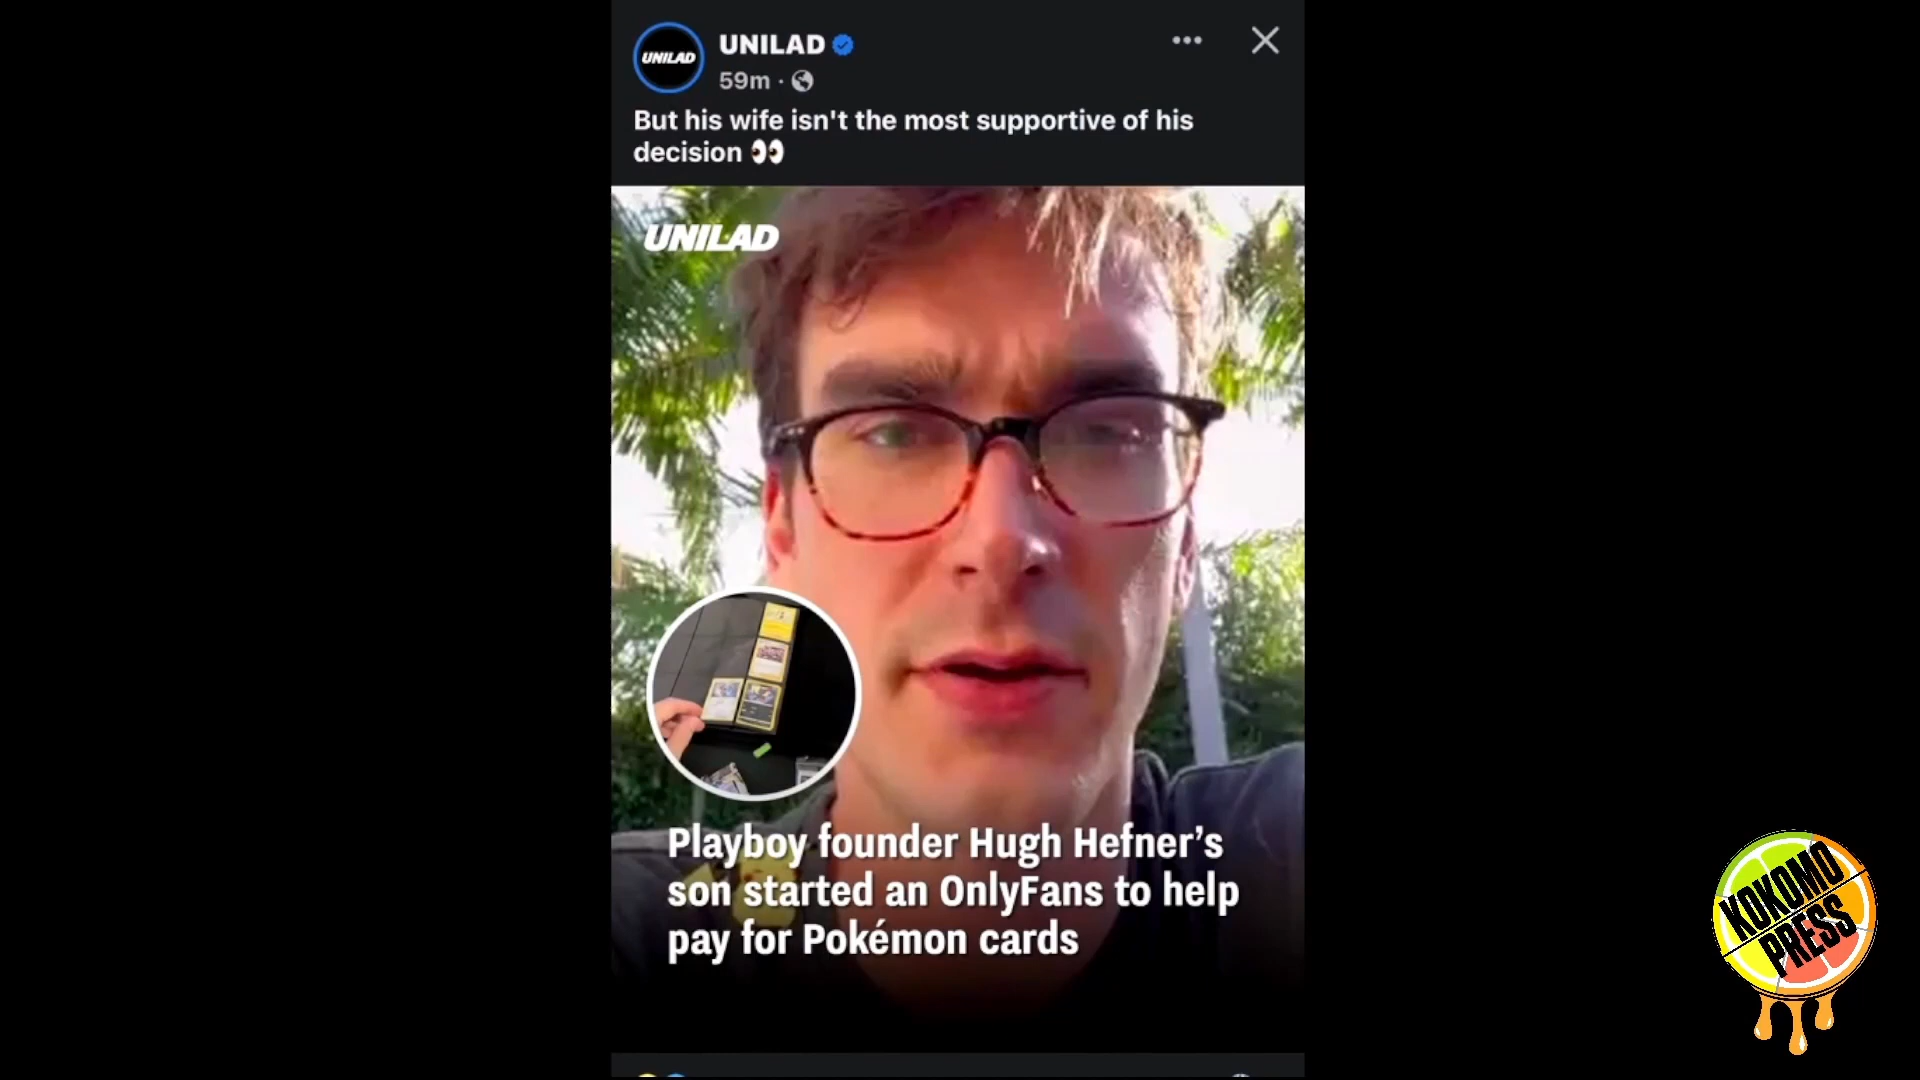 UNILAD
UNILAD
59m ·
But his wife isn't the most supportive of his
decision 👀
UNILAD
Playboy founder Hugh Hefner’s
son started an OnlyFans to help
pay for Pokémon cards
KOKOMO
PRESS